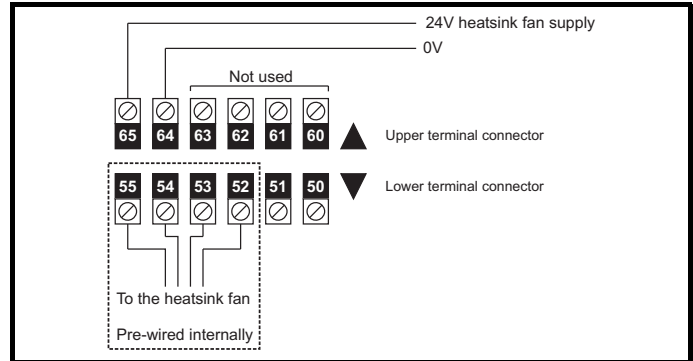 24V heatsink fan supply
0V
Not used
65 64 63 62 61 60
Upper terminal connector
55 54 53 52 51 50
Lower terminal connector
To the heatsink fan
Pre-wired internally